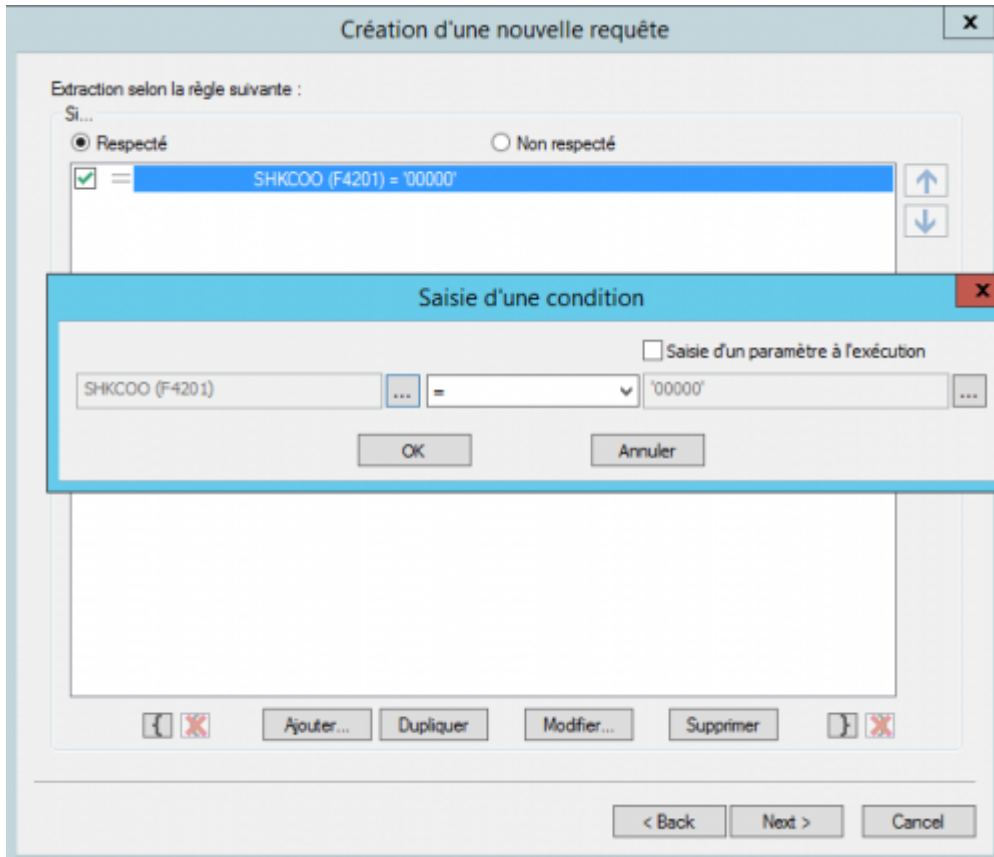 Création d'une nouvelle requête
x
Extraction selon la règle suivante :
Si...
Respecté
Non respecté
= SHKCOO (F4201) = '00000'
Saisie d'une condition
x
Saisie d'un paramètre à l'exécution
SHKCOO (F4201) ... = '00000' ...
OK Annuler
{ Ajouter... Dupliquer Modifier... Supprimer }
< Back Next > Cancel